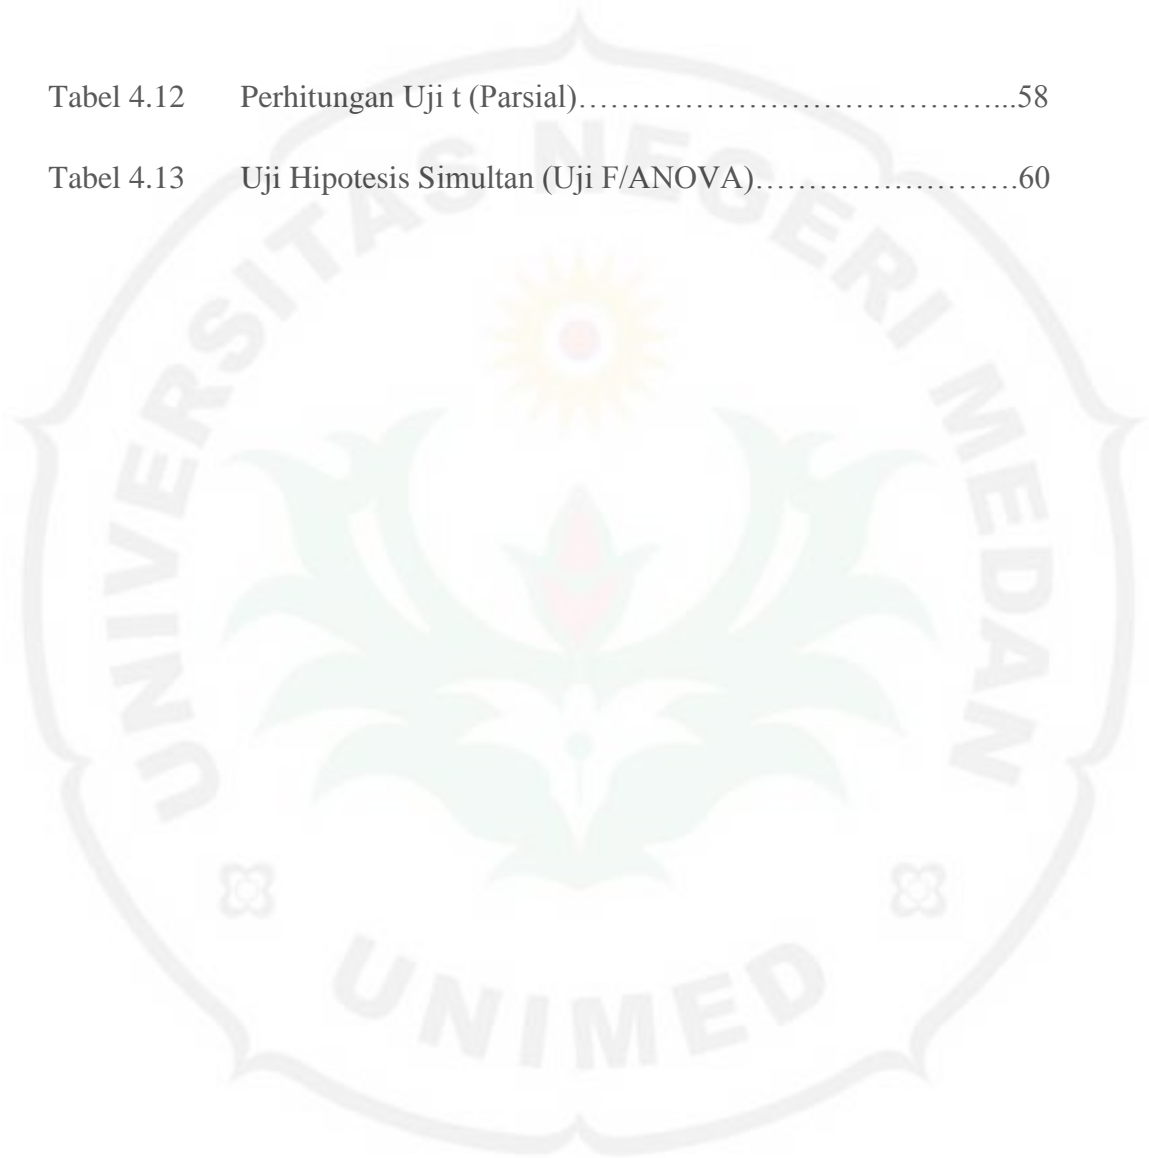 Tabel 4.12 Perhitungan Uji t (Parsial)…………………………………...58
Tabel 4.13 Uji Hipotesis Simultan (Uji F/ANOVA)…………………….60
UNIVERSITAS NEGERI MEDAN
UNIMED